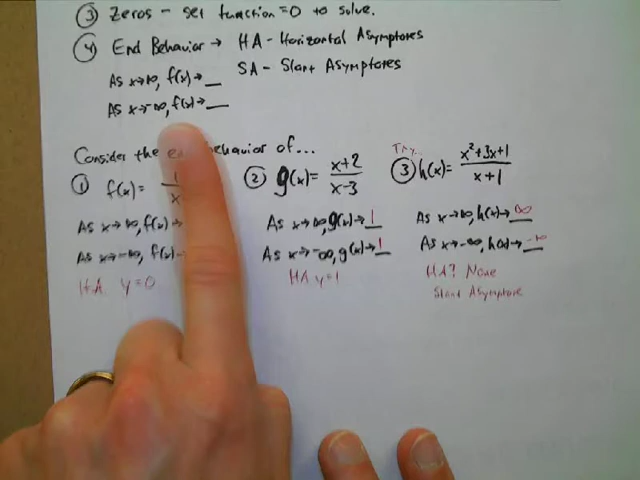 ③ Zeros - set function = 0 to solve.
④ End Behavior → HA - Horizontal Asymptotes
As x→∞, f(x)→__ SA - Slant Asymptotes
As x→-∞, f(x)→__
Consider the behavior of...
① f(x)= 1/x
② g(x)= x+2/x-3
Try...
③ h(x)= x²+3x+1/x+1
As x→∞, f(x)→ As x→∞, g(x)→1 As x→∞, h(x)→∞
As x→-∞, f(x)→ As x→-∞, g(x)→1 As x→-∞, h(x)→-∞
HA y=0 HA y=1 HA? None
Slant Asymptote